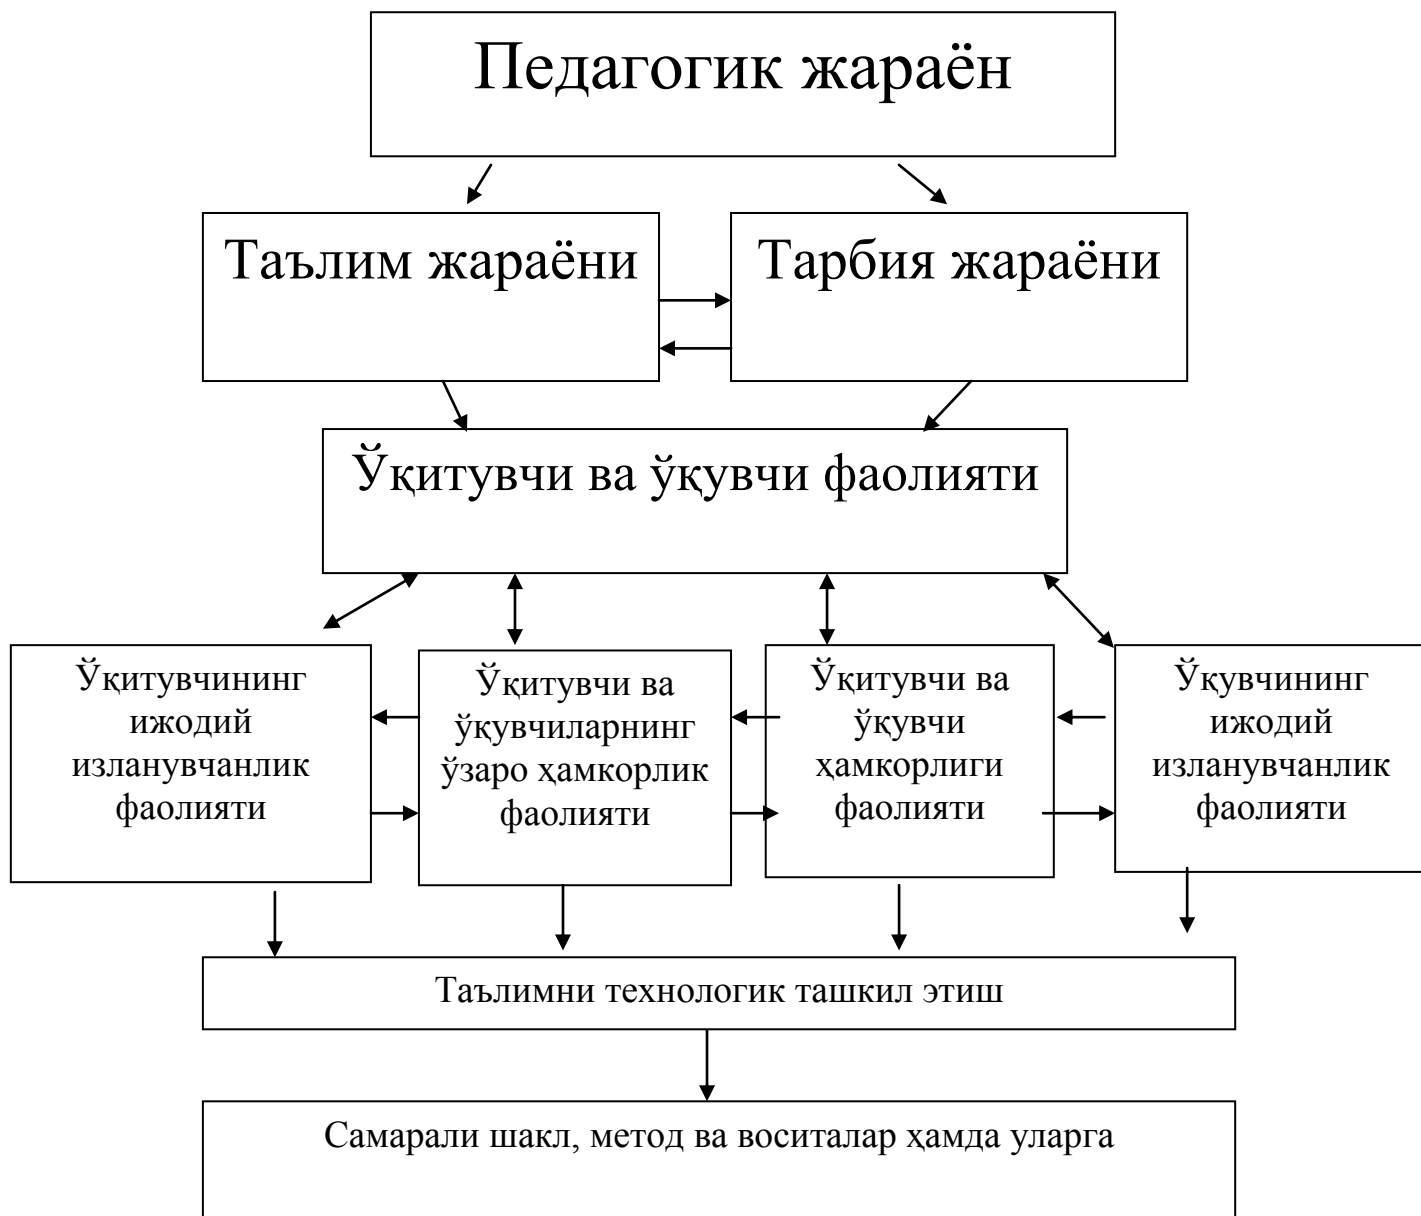 Педагогик жараён
Таълим жараёни
Тарбия жараёни
Ўқитувчи ва ўқувчи фаолияти
Ўқитувчининг
ижодий
изланувчанлик
фаолияти
Ўқитувчи ва
ўқувчиларнинг
ўзаро ҳамкорлик
фаолияти
Ўқитувчи ва
ўқувчи
ҳамкорлиги
фаолияти
Ўқувчининг
ижодий
изланувчанлик
фаолияти
Таълимни технологик ташкил этиш
Самарали шакл, метод ва воситалар ҳамда уларга